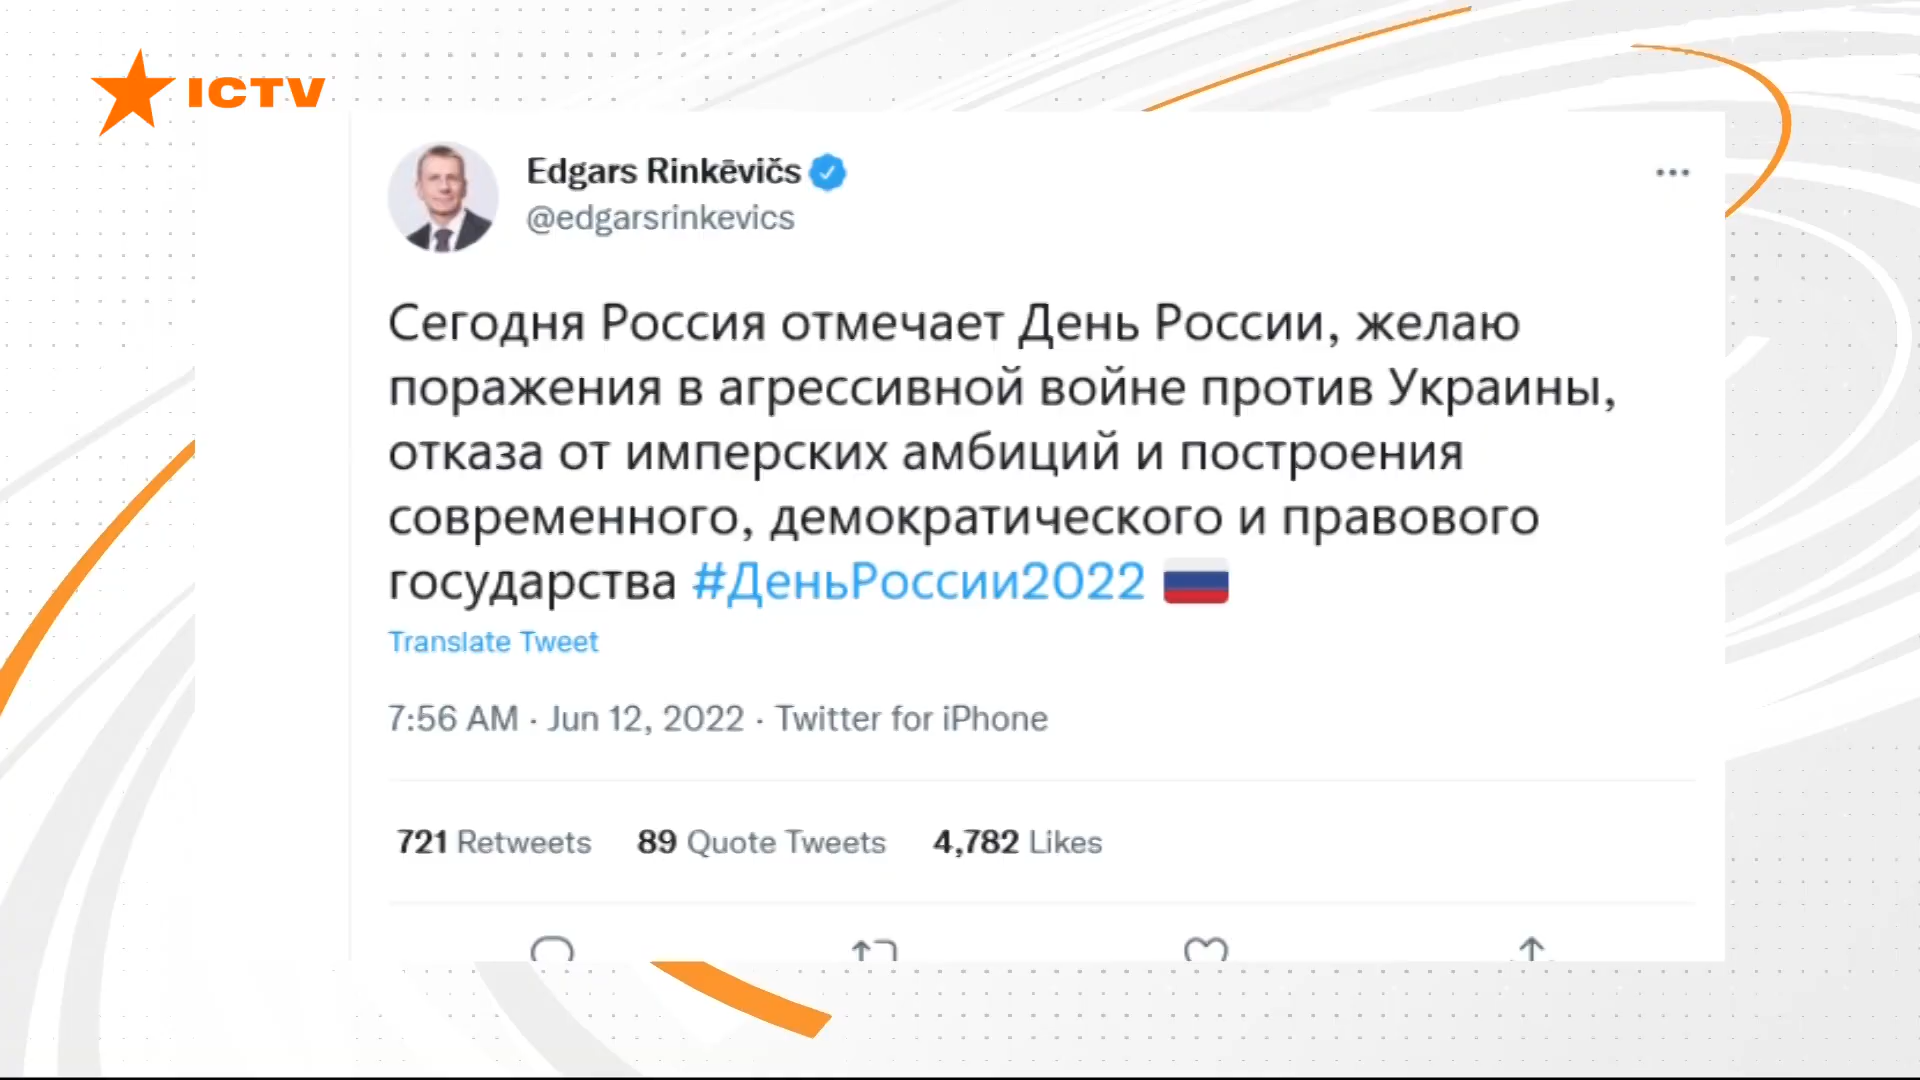 ICTV
Edgars Rinkēvičs
@edgarsrinkevics
Сегодня Россия отмечает День России, желаю
поражения в агрессивной войне против Украины,
отказа от имперских амбиций и построения
современного, демократического и правового
государства #ДеньРоссии2022
Translate Tweet
7:56 AM · Jun 12, 2022 · Twitter for iPhone
721 Retweets 89 Quote Tweets 4,782 Likes